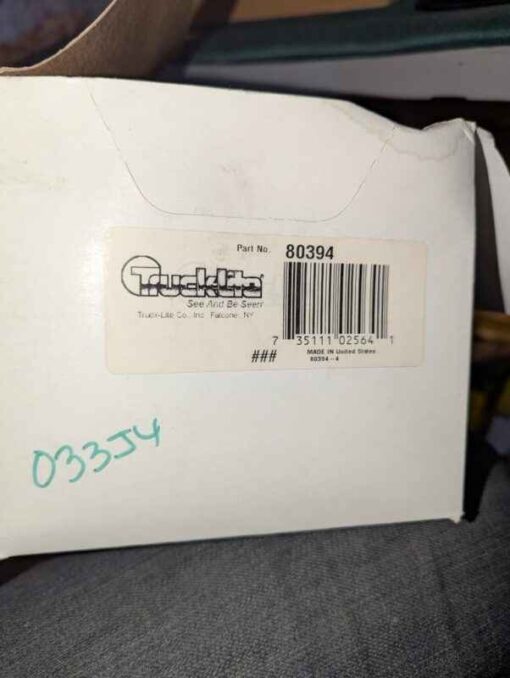 Part No. 80394
Truck-Lite
See And Be Seen
Truck-Lite Co., Inc. Falconer, NY
7 35111 02564 1
### MADE IN United States
80394-4
033J4